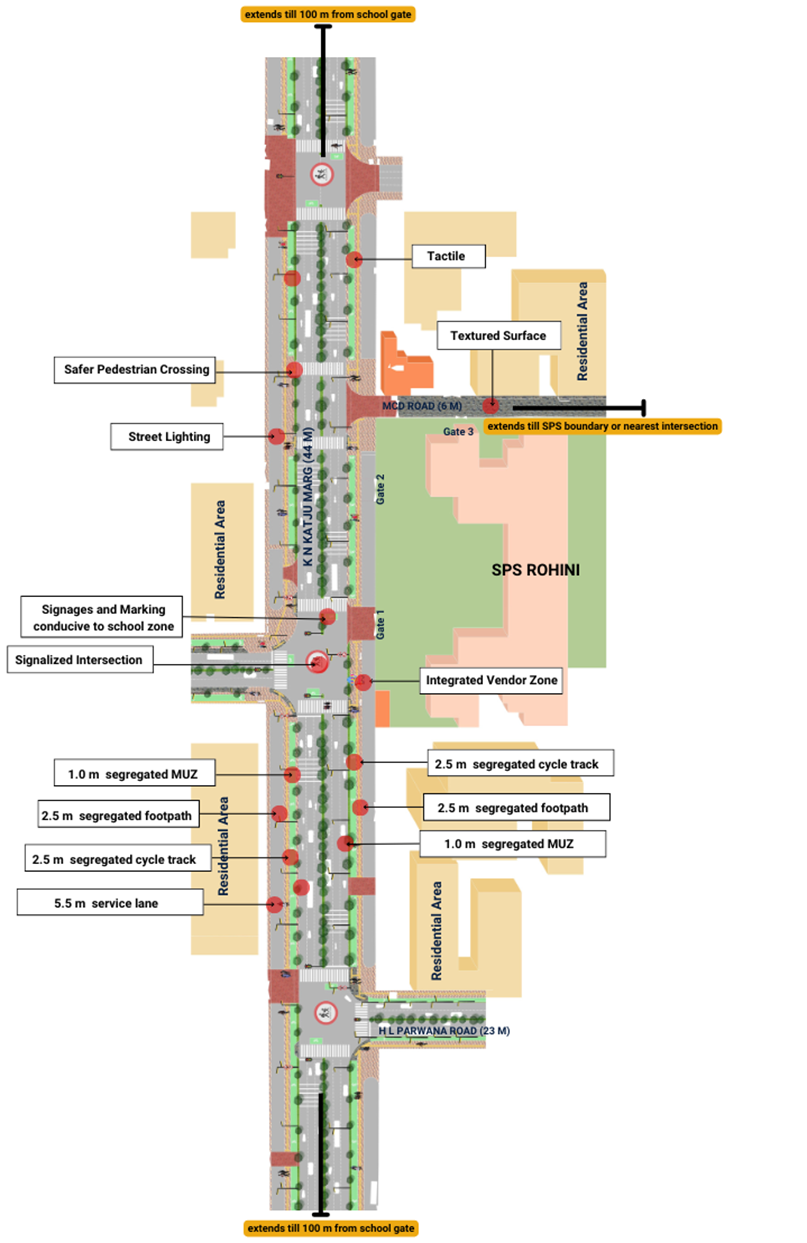 extends till 100 m from school gate
Tactile
Residential Area
Textured Surface
Safer Pedestrian Crossing
MCD ROAD (6 M)
extends till SPS boundary or nearest intersection
Gate 3
Street Lighting
K N KATJU MARG (44 M)
Gate 2
Residential Area
SPS ROHINI
Signages and Marking
conducive to school zone
Gate 1
Signalized Intersection
Integrated Vendor Zone
1.0 m segregated MUZ
2.5 m segregated cycle track
2.5 m segregated footpath
2.5 m segregated footpath
Residential Area
1.0 m segregated MUZ
2.5 m segregated cycle track
5.5 m service lane
Residential Area
H L PARWANA ROAD (23 M)
extends till 100 m from school gate